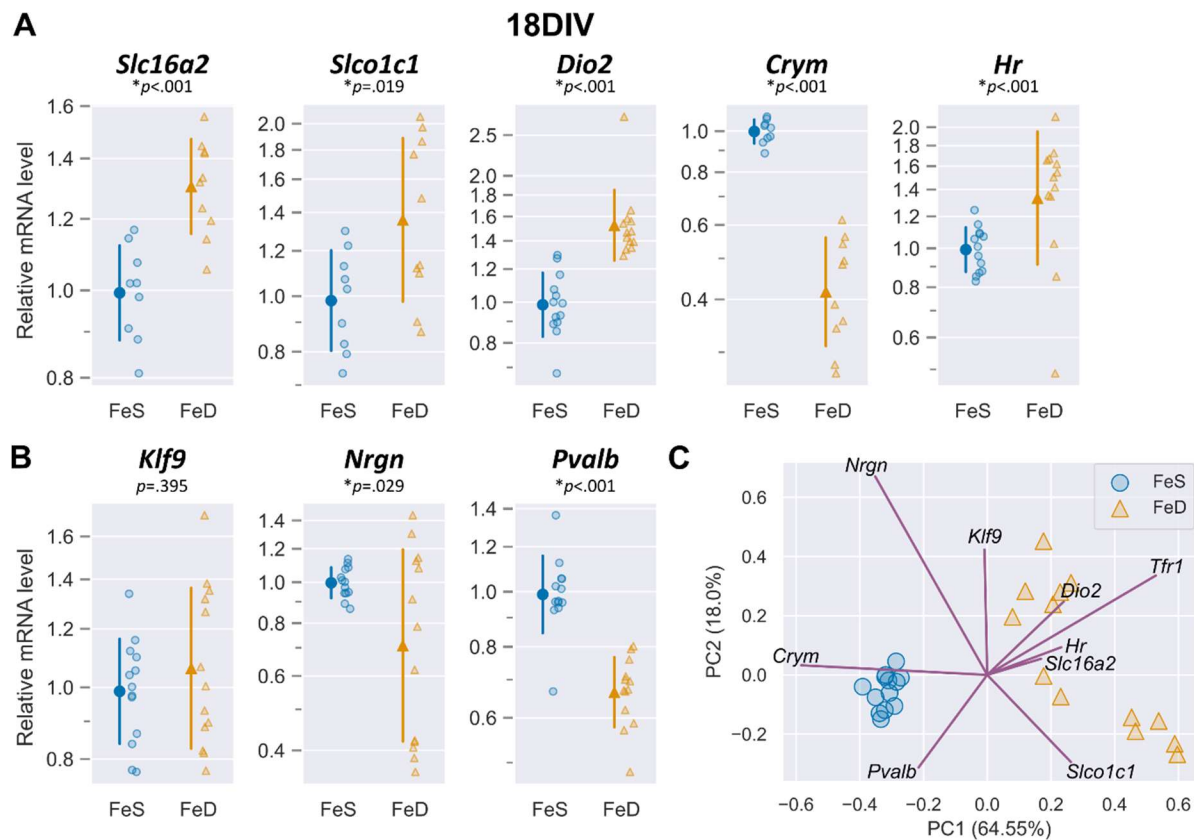 A
18DIV
Slc16a2
*p<.001
Slco1c1
*p=.019
Dio2
*p<.001
Crym
*p<.001
Hr
*p<.001
Relative mRNA level
1.6
1.4
1.2
1.0
0.8
2.0
1.8
1.6
1.4
1.2
1.0
0.8
2.5
1.8
1.6
1.4
1.2
1.0
0.8
1.0
0.8
0.6
0.4
2.0
1.8
1.6
1.4
1.2
1.0
0.8
0.6
FeS FeD
FeS FeD
FeS FeD
FeS FeD
FeS FeD
B
Klf9
p=.395
Nrgn
*p=.029
Pvalb
*p<.001
Relative mRNA level
1.6
1.4
1.2
1.0
0.8
1.4
1.2
1.0
0.8
0.6
0.4
1.4
1.2
1.0
0.8
0.6
FeS FeD
FeS FeD
FeS FeD
C
FeS
FeD
Nrgn
Klf9
Tfr1
Dio2
Hr
Slc16a2
Crym
Pvalb
Slco1c1
PC2 (18.0%)
0.6
0.4
0.2
0.0
−0.2
−0.6 −0.4 −0.2 0.0 0.2 0.4 0.6
PC1 (64.55%)